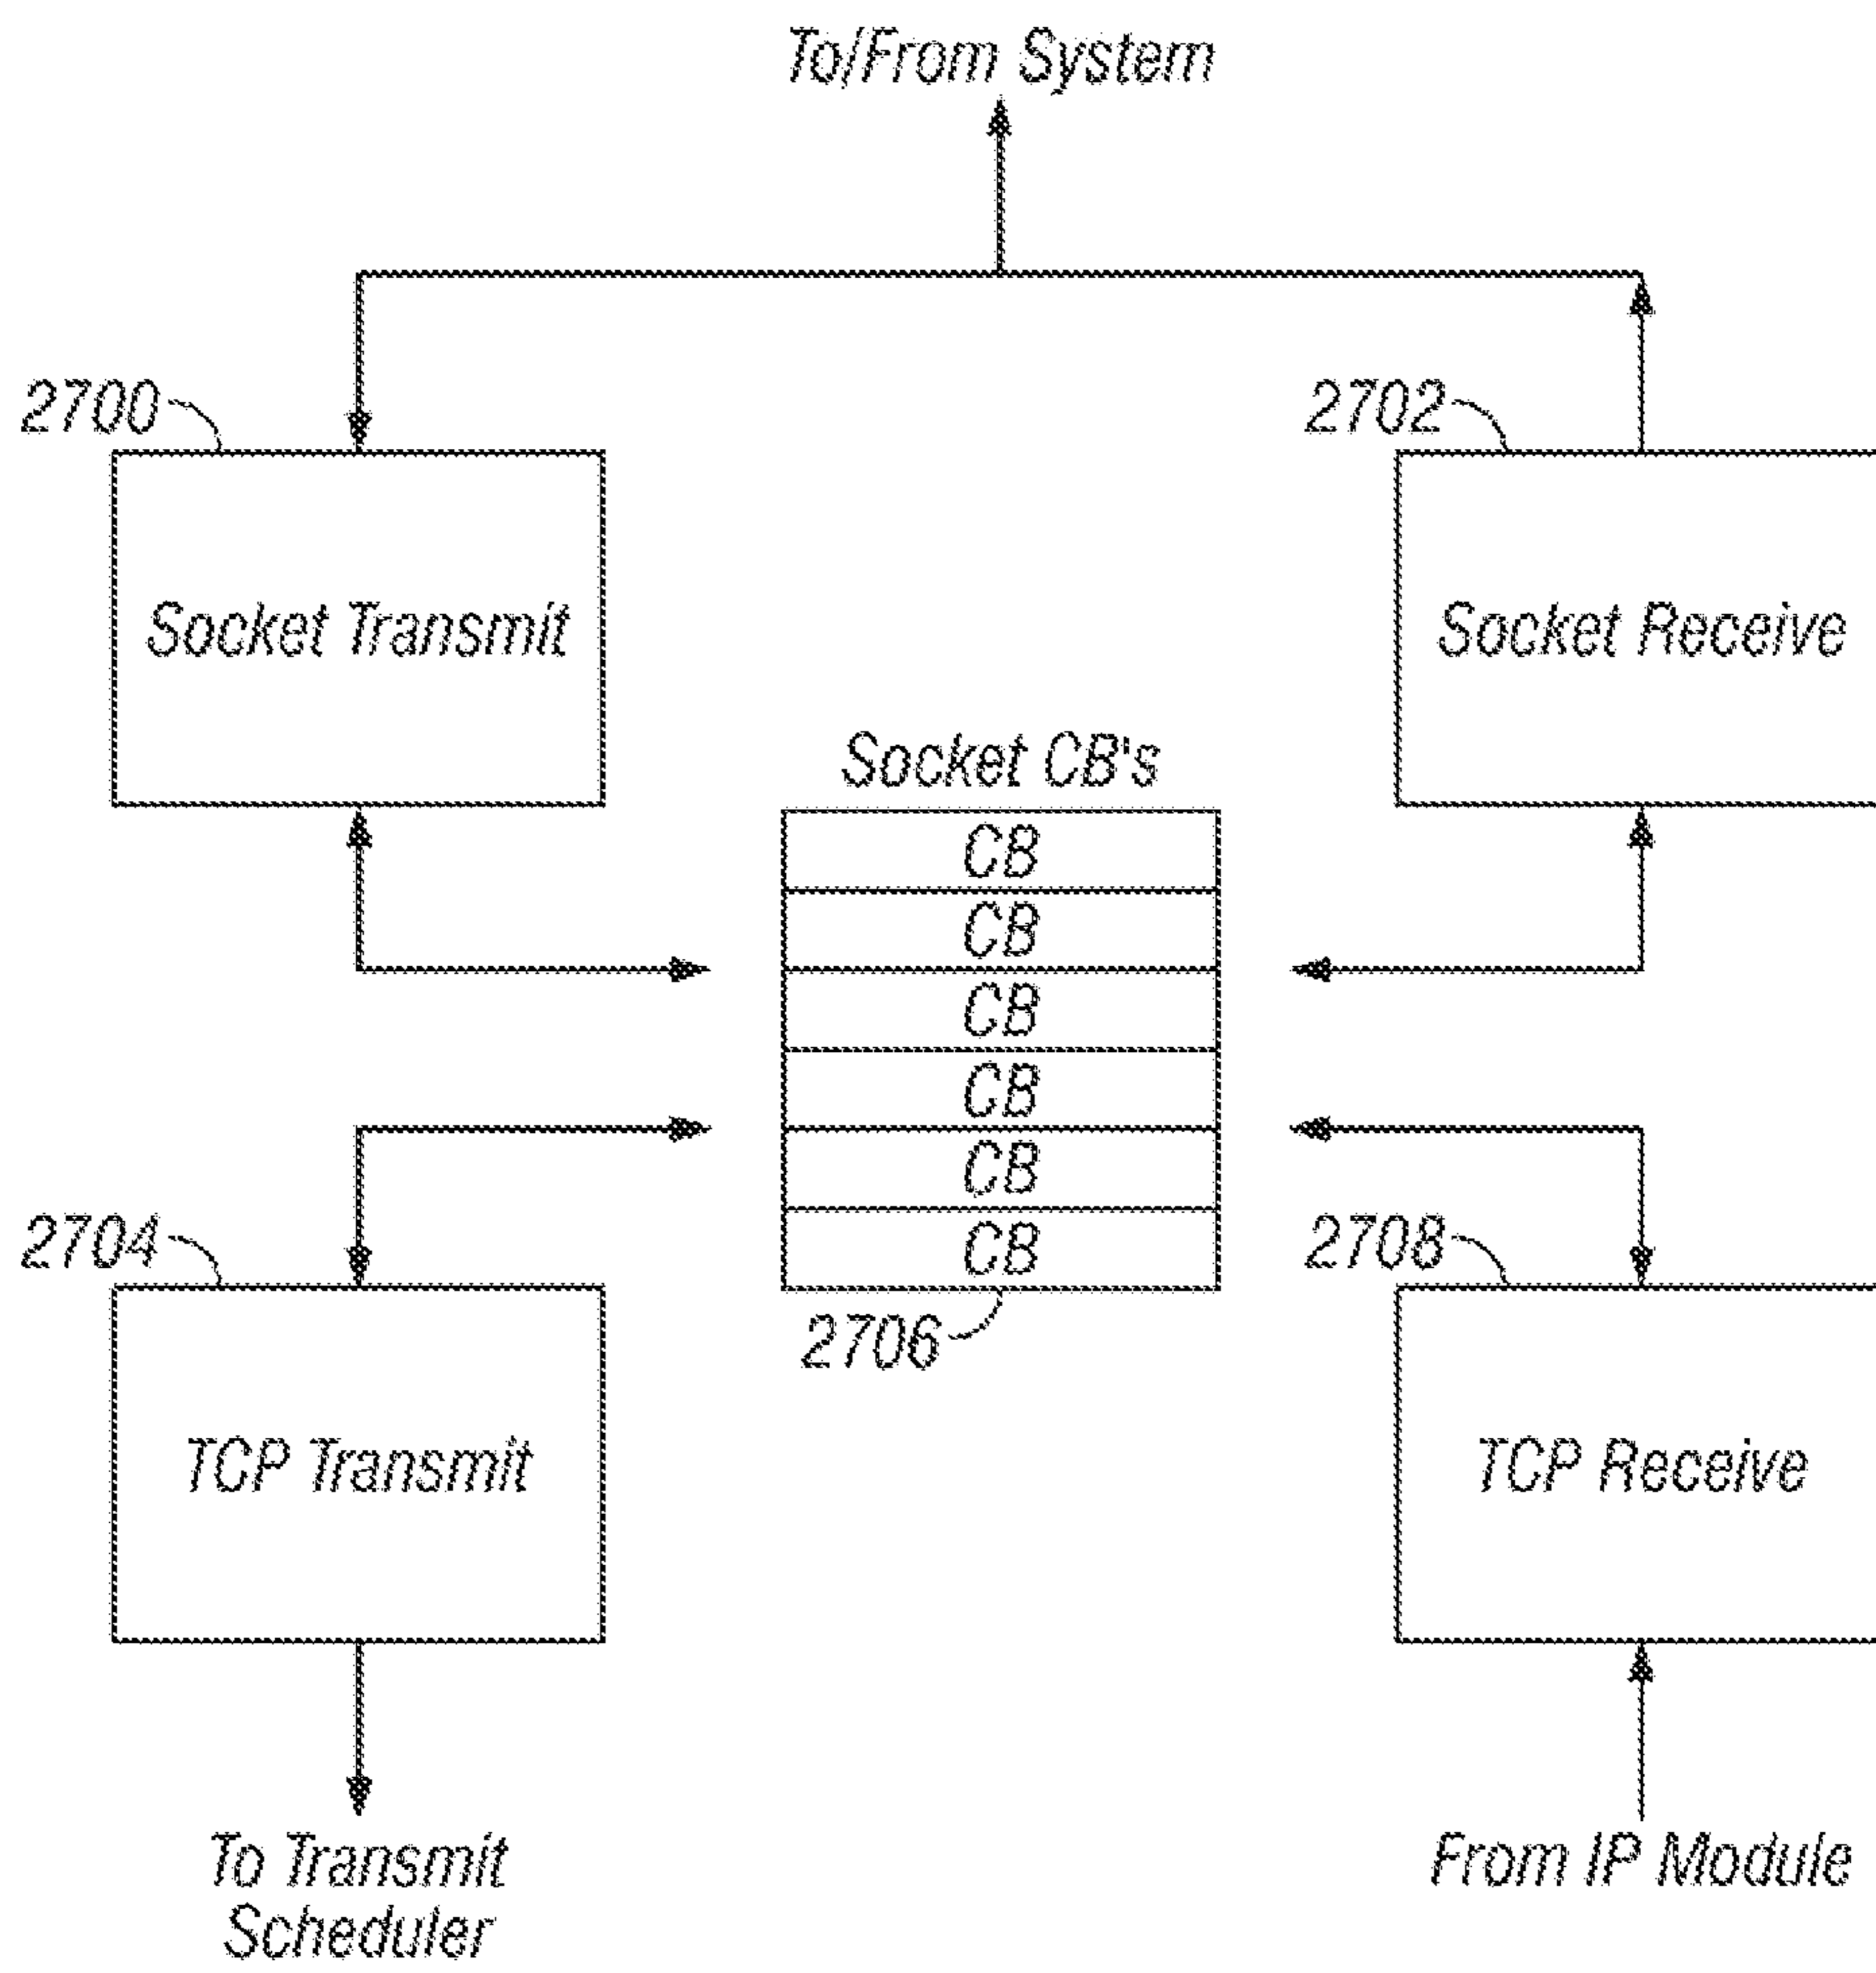 To/From System
2700
2702
Socket Transmit
Socket Receive
Socket CB's
CB
CB
CB
CB
CB
CB
2704
2708
2706
TCP Transmit
TCP Receive
To Transmit
Scheduler
From IP Module